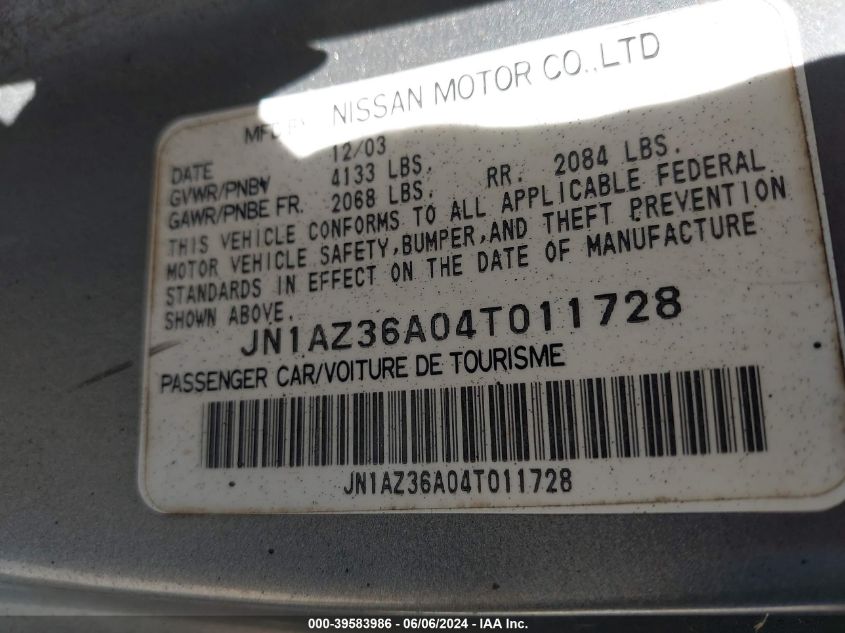 MFD BY NISSAN MOTOR CO.,LTD
DATE 12/03
GVWR/PNBV 4133 LBS.
GAWR/PNBE FR. 2068 LBS. RR. 2084 LBS.
THIS VEHICLE CONFORMS TO ALL APPLICABLE FEDERAL
MOTOR VEHICLE SAFETY,BUMPER,AND THEFT PREVENTION
STANDARDS IN EFFECT ON THE DATE OF MANUFACTURE
SHOWN ABOVE.
JN1AZ36A04T011728
PASSENGER CAR/VOITURE DE TOURISME
JN1AZ36A04T011728
000-39583986 - 06/06/2024 - IAA Inc.